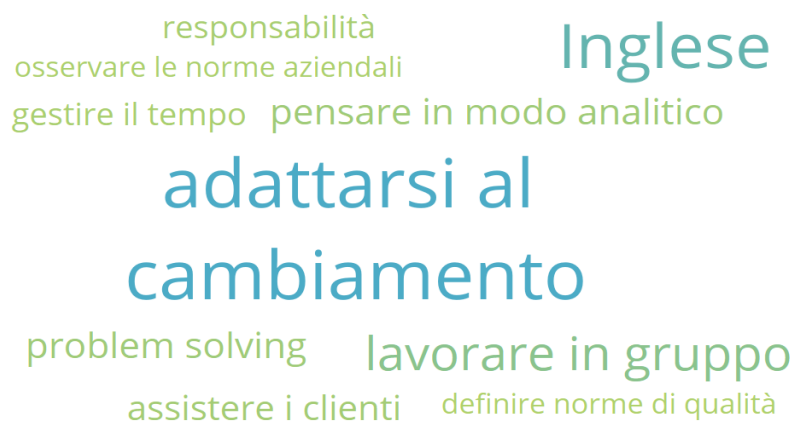 responsabilità
Inglese
osservare le norme aziendali
gestire il tempo
pensare in modo analitico
adattarsi al
cambiamento
problem solving
lavorare in gruppo
assistere i clienti
definire norme di qualità